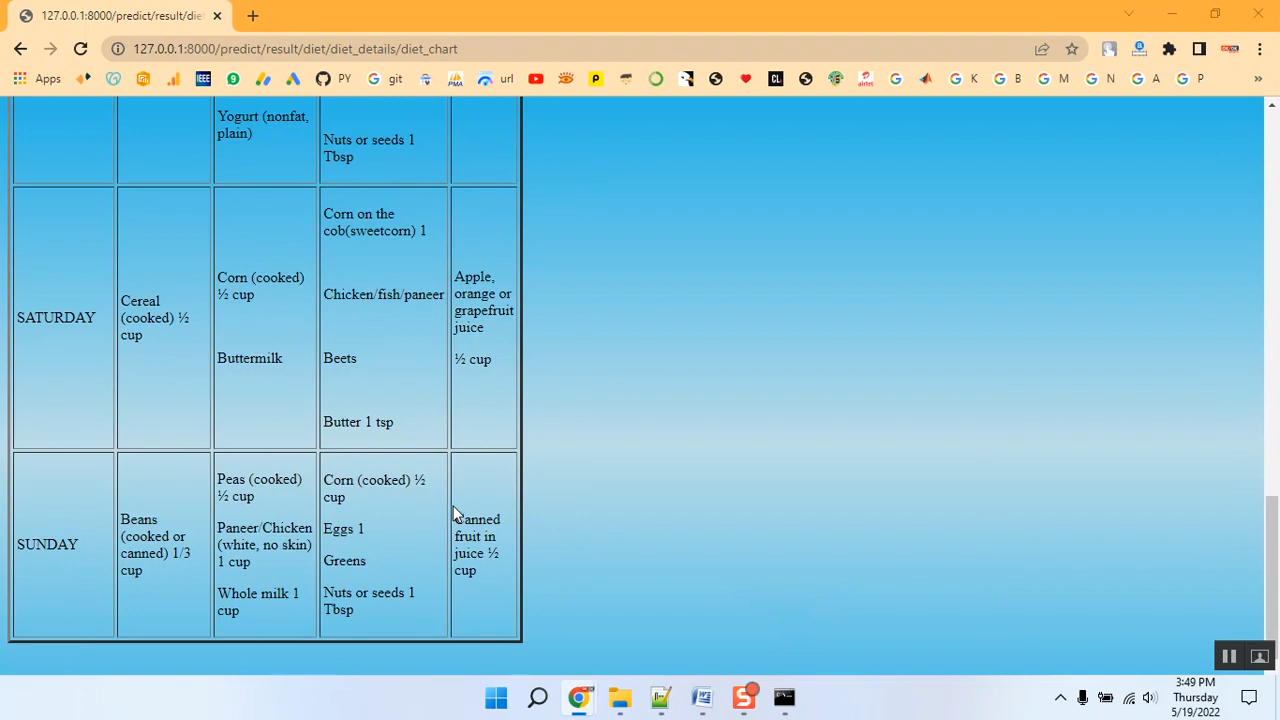 127.0.0.1:8000/predict/result/die
127.0.0.1:8000/predict/result/diet/diet_details/diet_chart
Apps
PMA
url
PY
git
IEEE
CL
airtel
K
B
M
N
A
P
»
Yogurt (nonfat,
plain)
Nuts or seeds 1
Tbsp
SATURDAY
Cereal
(cooked) ½
cup
Corn (cooked)
½ cup
Buttermilk
Corn on the
cob(sweetcorn) 1
Chicken/fish/paneer
Beets
Butter 1 tsp
Apple,
orange or
grapefruit
juice
½ cup
SUNDAY
Beans
(cooked or
canned) 1/3
cup
Peas (cooked)
½ cup
Paneer/Chicken
(white, no skin)
1 cup
Whole milk 1
cup
Corn (cooked) ½
cup
Eggs 1
Greens
Nuts or seeds 1
Tbsp
Canned
fruit in
juice ½
cup
3:49 PM
Thursday
5/19/2022